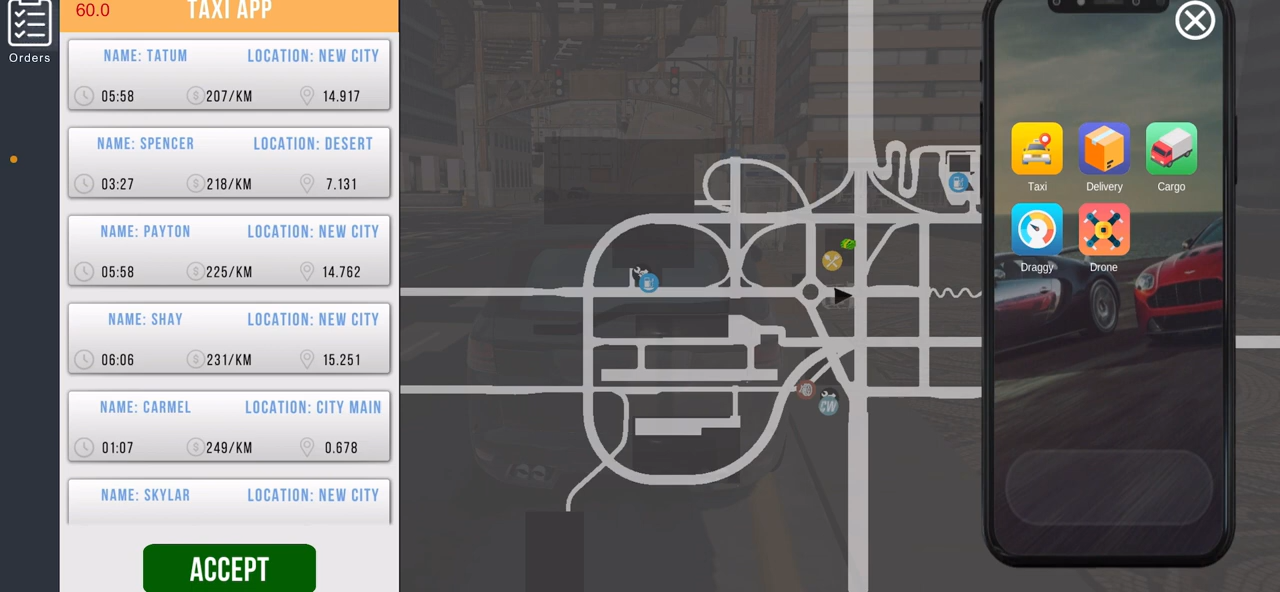 60.0
TAXI APP
Orders
NAME: TATUM LOCATION: NEW CITY
05:58 $ 207/KM 14.917
NAME: SPENCER LOCATION: DESERT
03:27 $ 218/KM 7.131
NAME: PAYTON LOCATION: NEW CITY
05:58 $ 225/KM 14.762
NAME: SHAY LOCATION: NEW CITY
06:06 $ 231/KM 15.251
NAME: CARMEL LOCATION: CITY MAIN
01:07 $ 249/KM 0.678
NAME: SKYLAR LOCATION: NEW CITY
ACCEPT
CW
Taxi Delivery Cargo
Draggy Drone